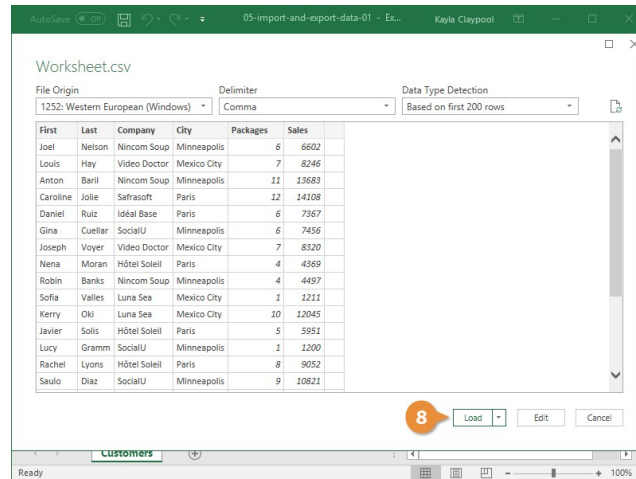 AutoSave Off 05-import-and-export-data-01 - Ex... Kayla Claypool
Worksheet.csv
File Origin Delimiter Data Type Detection
1252: Western European (Windows) Comma Based on first 200 rows
First Last Company City Packages Sales
Joel Nelson Nincom Soup Minneapolis 6 6602
Louis Hay Video Doctor Mexico City 7 8246
Anton Baril Nincom Soup Minneapolis 11 13683
Caroline Jolie Safrasoft Paris 12 14108
Daniel Ruiz Idéal Base Paris 6 7367
Gina Cuellar SocialU Minneapolis 6 7456
Joseph Voyer Video Doctor Mexico City 7 8320
Nena Moran Hôtel Soleil Paris 4 4369
Robin Banks Nincom Soup Minneapolis 4 4497
Sofia Valles Luna Sea Mexico City 1 1211
Kerry Oki Luna Sea Mexico City 10 12045
Javier Solis Hôtel Soleil Paris 5 5951
Lucy Gramm SocialU Minneapolis 1 1200
Rachel Lyons Hôtel Soleil Paris 8 9052
Saulo Diaz SocialU Minneapolis 9 10821
8 Load Edit Cancel
Customers
Ready 100%